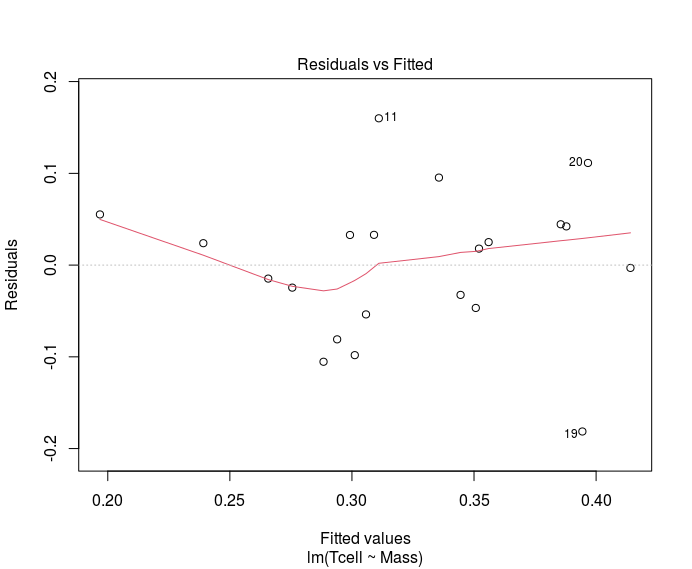 Residuals vs Fitted
Residuals
0.2
0.1
0.0
-0.1
-0.2
11
20
19
0.20 0.25 0.30 0.35 0.40
Fitted values
lm(Tcell ~ Mass)